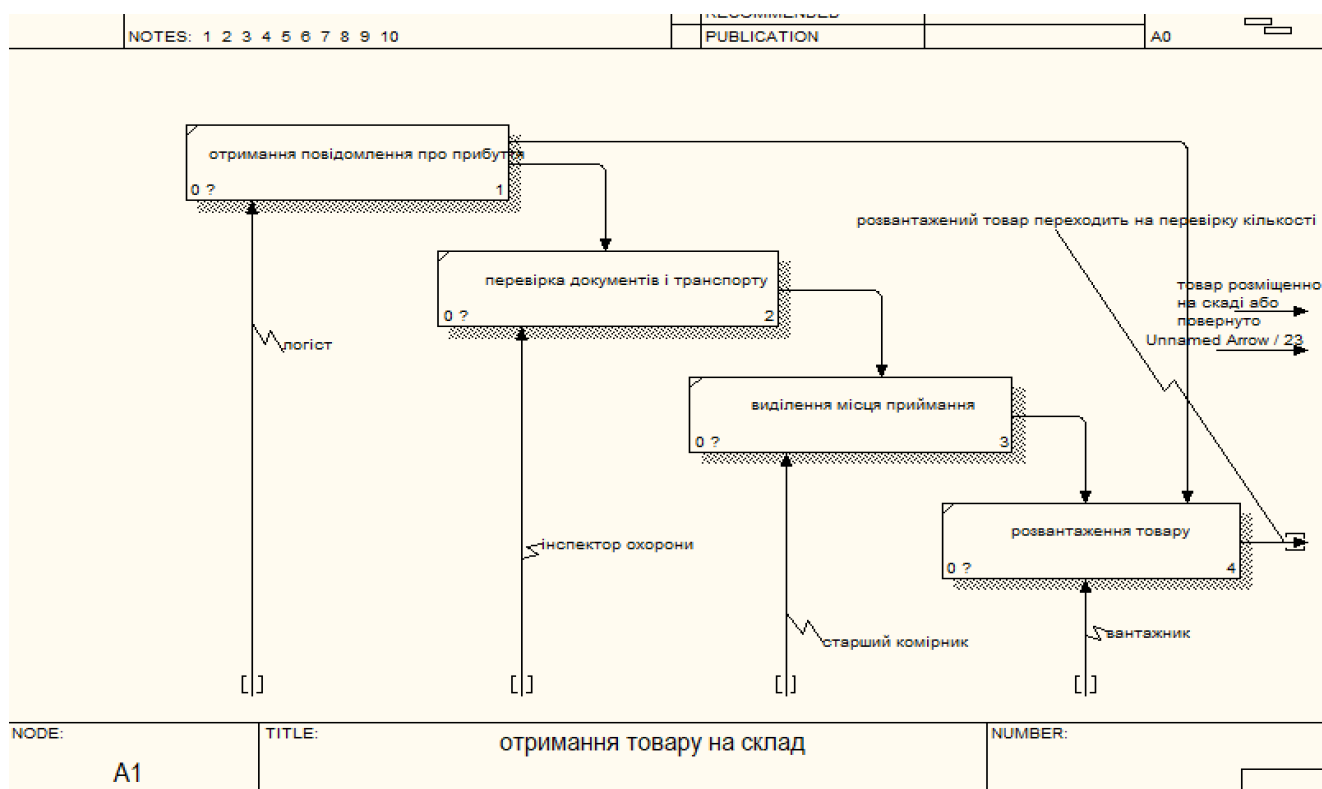 RECOMMENDED
NOTES: 1 2 3 4 5 6 7 8 9 10
PUBLICATION
A0
отримання повідомлення про прибуття
0 ?
1
розвантажений товар переходить на перевірку кількості
перевірка документів і транспорту
0 ?
2
товар розміщенно
на скаді або
повернуто
Unnamed Arrow / 23
логіст
виділення місця приймання
0 ?
3
розвантаження товару
0 ?
4
інспектор охорони
старший комірник
вантажник
NODE:
TITLE:
NUMBER:
отримання товару на склад
A1